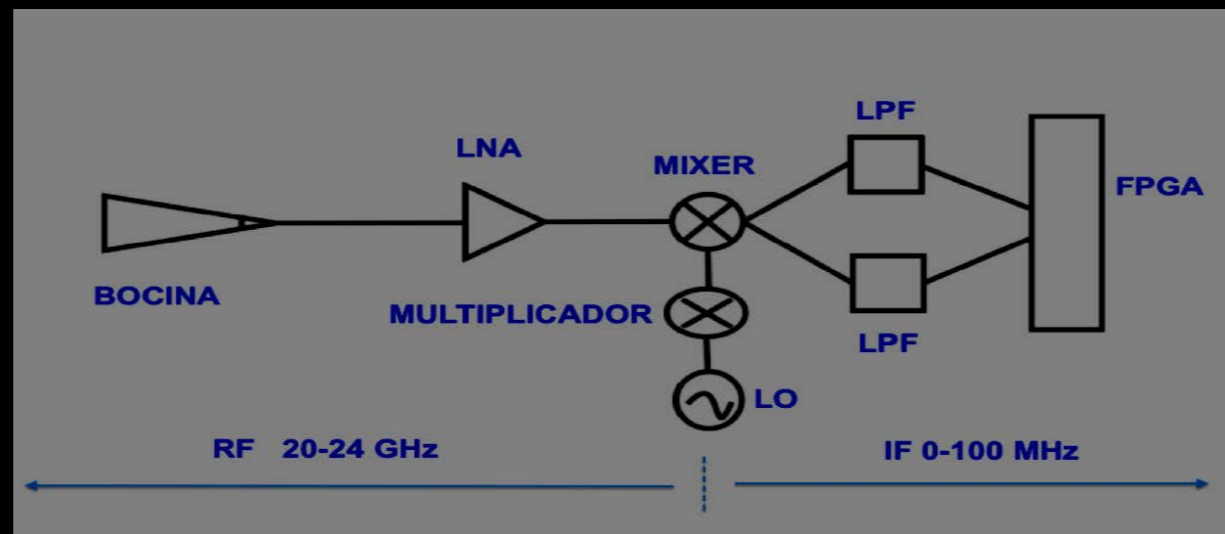 LPF
LNA
MIXER
FPGA
BOCINA
MULTIPLICADOR
LPF
LO
RF 20-24 GHz
IF 0-100 MHz